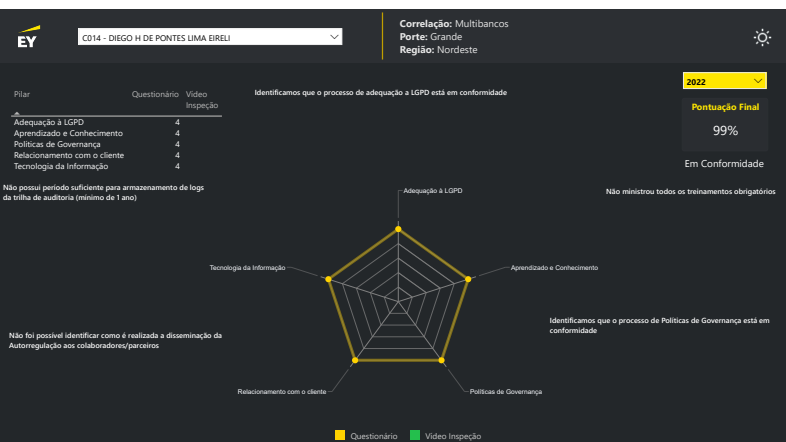 EY
C014 - DIEGO H DE PONTES LIMA EIRELI
Correlação: Multibancos
Porte: Grande
Região: Nordeste
2022
Pontuação Final
99%
Em Conformidade
Pilar Questionário Video
Inspeção
Adequação à LGPD 4
Aprendizado e Conhecimento 4
Políticas de Governança 4
Relacionamento com o cliente 4
Tecnologia da Informação 4
Identificamos que o processo de adequação a LGPD está em conformidade
Não possui período suficiente para armazenamento de logs
da trilha de auditoria (mínimo de 1 ano)
Não ministrou todos os treinamentos obrigatórios
Adequação à LGPD
Tecnologia da Informação
Aprendizado e Conhecimento
Não foi possível identificar como é realizada a disseminação da
Autorregulação aos colaboradores/parceiros
Identificamos que o processo de Políticas de Governança está em
conformidade
Relacionamento com o cliente
Políticas de Governança
Questionário Video Inspeção